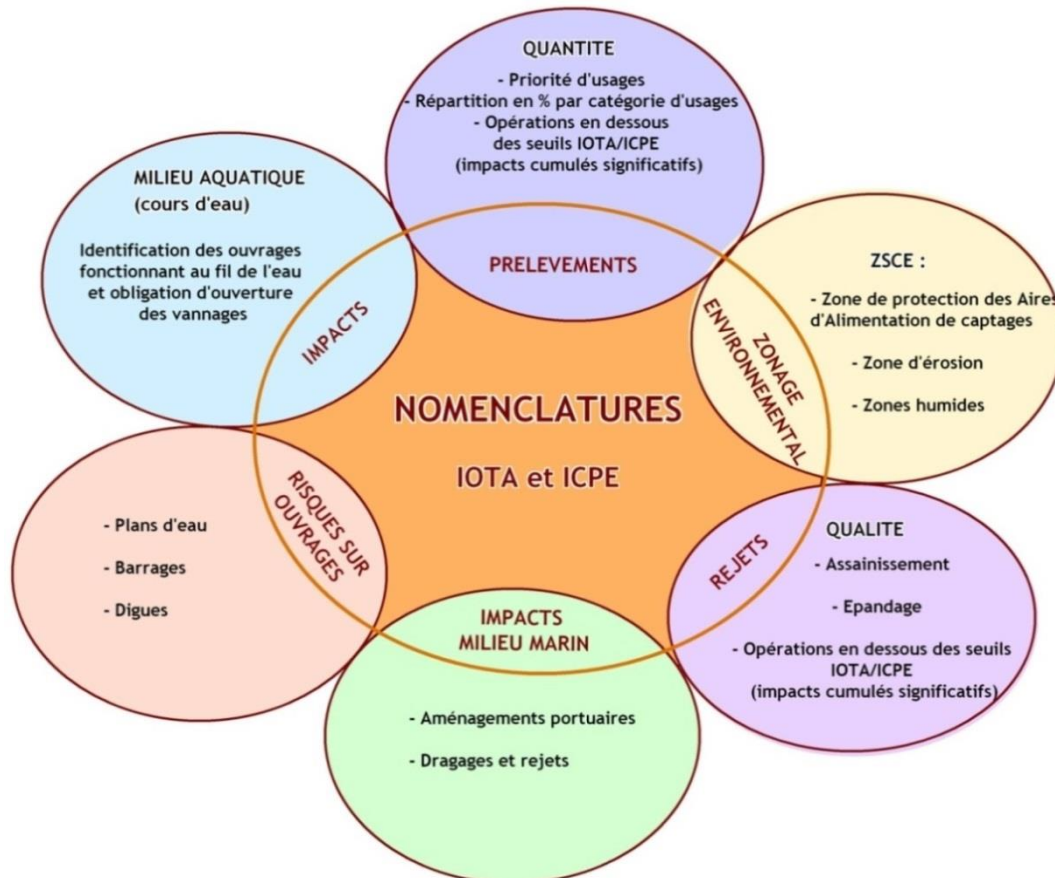 QUANTITE
- Priorité d'usages
- Répartition en % par catégorie d'usages
- Opérations en dessous
des seuils IOTA/ICPE
(impacts cumulés significatifs)
PRELEVEMENTS
MILIEU AQUATIQUE
(cours d'eau)
Identification des ouvrages
fonctionnant au fil de l'eau
et obligation d'ouverture
des vannages
IMPACTS
ZSCE :
- Zone de protection des Aires
d'Alimentation de captages
- Zone d'érosion
- Zones humides
ZONAGE
ENVIRONNEMENTAL
NOMENCLATURES
IOTA et ICPE
- Plans d'eau
- Barrages
- Digues
RISQUES SUR
OUVRAGES
QUALITE
- Assainissement
- Epandage
- Opérations en dessous des seuils
IOTA/ICPE
(impacts cumulés significatifs)
REJETS
IMPACTS
MILIEU MARIN
- Aménagements portuaires
- Dragages et rejets